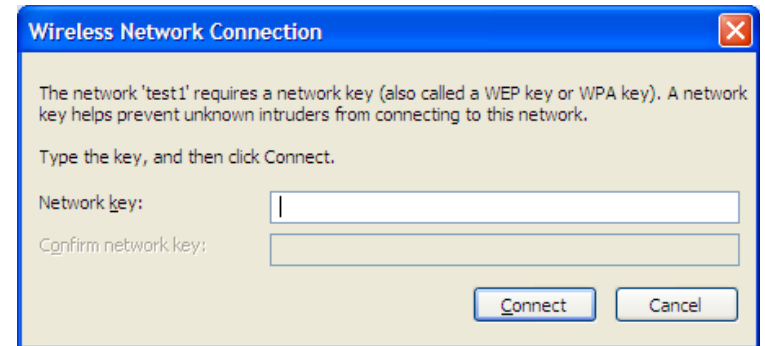 Wireless Network Connection
The network 'test1' requires a network key (also called a WEP key or WPA key). A network
key helps prevent unknown intruders from connecting to this network.
Type the key, and then click Connect.
Network key:
Confirm network key:
Connect Cancel